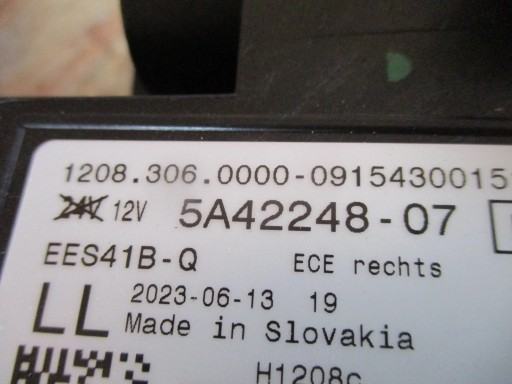 1208.306.0000-0915430015
24V 12V 5A42248-07
EES41B-Q ECE rechts
LL 2023-06-13 19
Made in Slovakia
H1208c